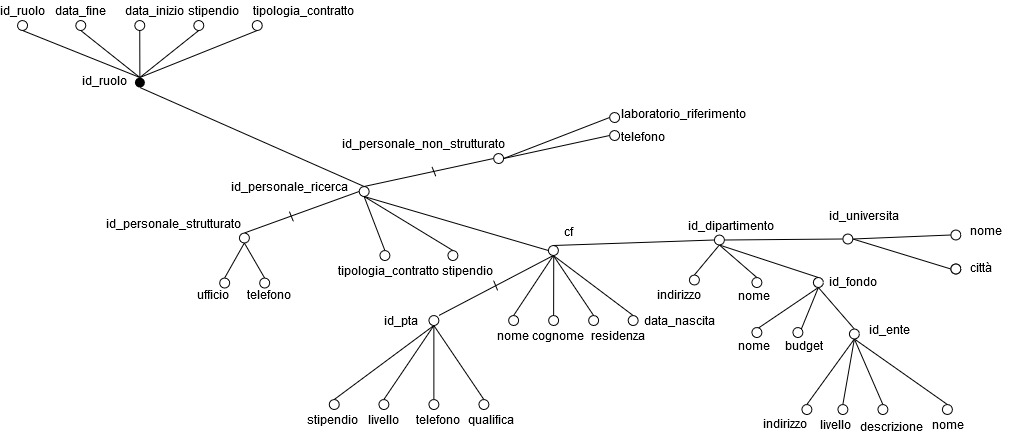 id_ruolo data_fine data_inizio stipendio tipologia_contratto
id_ruolo
laboratorio_riferimento
id_personale_non_strutturato telefono
id_personale_ricerca
id_personale_strutturato
id_dipartimento id_universita
cf
nome
città
tipologia_contratto stipendio
ufficio telefono
indirizzo nome id_fondo
id_pta
nome cognome residenza data_nascita
nome budget id_ente
stipendio livello telefono qualifica
indirizzo livello descrizione nome